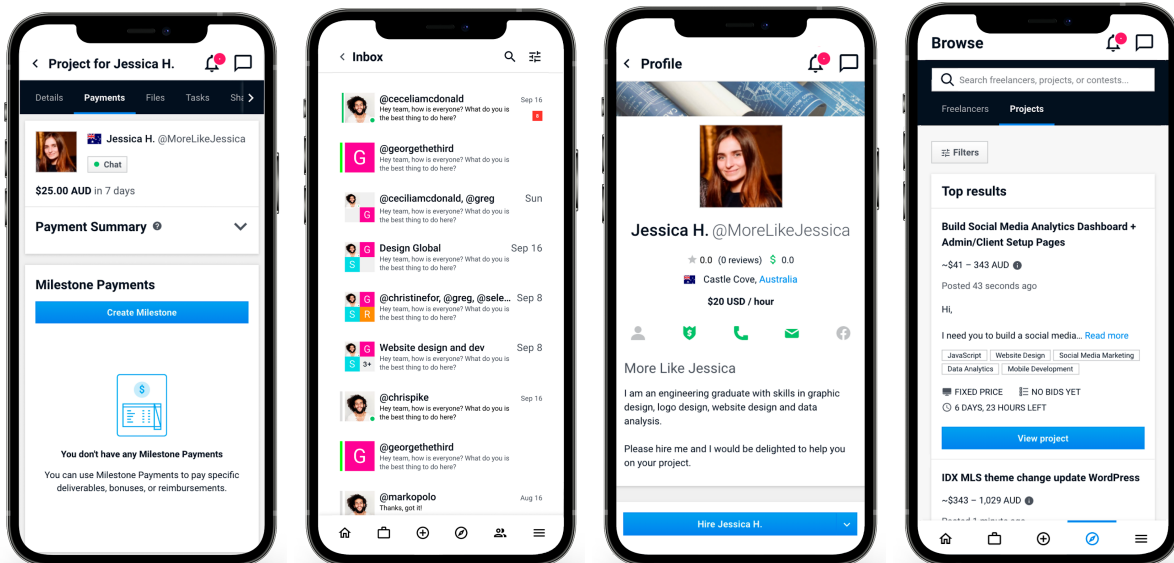 Project for Jessica H.
Details Payments Files Tasks
Jessica H. @MoreLikeJessica
Chat
$25.00 AUD in 7 days
Payment Summary
Milestone Payments
Create Milestone
$
You don't have any Milestone Payments
You can use Milestone Payments to pay specific
deliverables, bonuses, or reimbursements.
Inbox
@ceceliamcdonald Sep 16
Hey team, how is everyone? What do you is
the best thing to do here?
G
@georgethethird
Hey team, how is everyone? What do you is
the best thing to do here?
G
@ceciliamcdonald, @greg Sun
Hey team, how is everyone? What do you is
the best thing to do here?
G
S
Design Global Sep 16
Hey team, how is everyone? What do you is
the best thing to do here?
G
S R
@christinefor, @greg, @sele... Sep 8
Hey team, how is everyone? What do you is
the best thing to do here?
G
S 3+
Website design and dev Sep 8
Hey team, how is everyone? What do you is
the best thing to do here?
@chrispike Sep 16
Hey team, how is everyone? What do you is
the best thing to do here?
G
@georgethethird
Hey team, how is everyone? What do you is
the best thing to do here?
@markopolo Aug 16
Thanks, got it!
Profile
Jessica H. @MoreLikeJessica
0.0 (0 reviews) $ 0.0
Castle Cove, Australia
$20 USD / hour
More Like Jessica
I am an engineering graduate with skills in graphic
design, logo design, website design and data
analysis.
Please hire me and I would be delighted to help you
on your project.
Hire Jessica H.
Browse
Search freelancers, projects, or contests...
Freelancers Projects
Filters
Top results
Build Social Media Analytics Dashboard +
Admin/Client Setup Pages
~$41 – 343 AUD
Posted 43 seconds ago
Hi,
I need you to build a social media... Read more
JavaScript Website Design Social Media Marketing
Data Analytics Mobile Development
FIXED PRICE NO BIDS YET
6 DAYS, 23 HOURS LEFT
View project
IDX MLS theme change update WordPress
~$343 – 1,029 AUD
Posted 1 minute ago